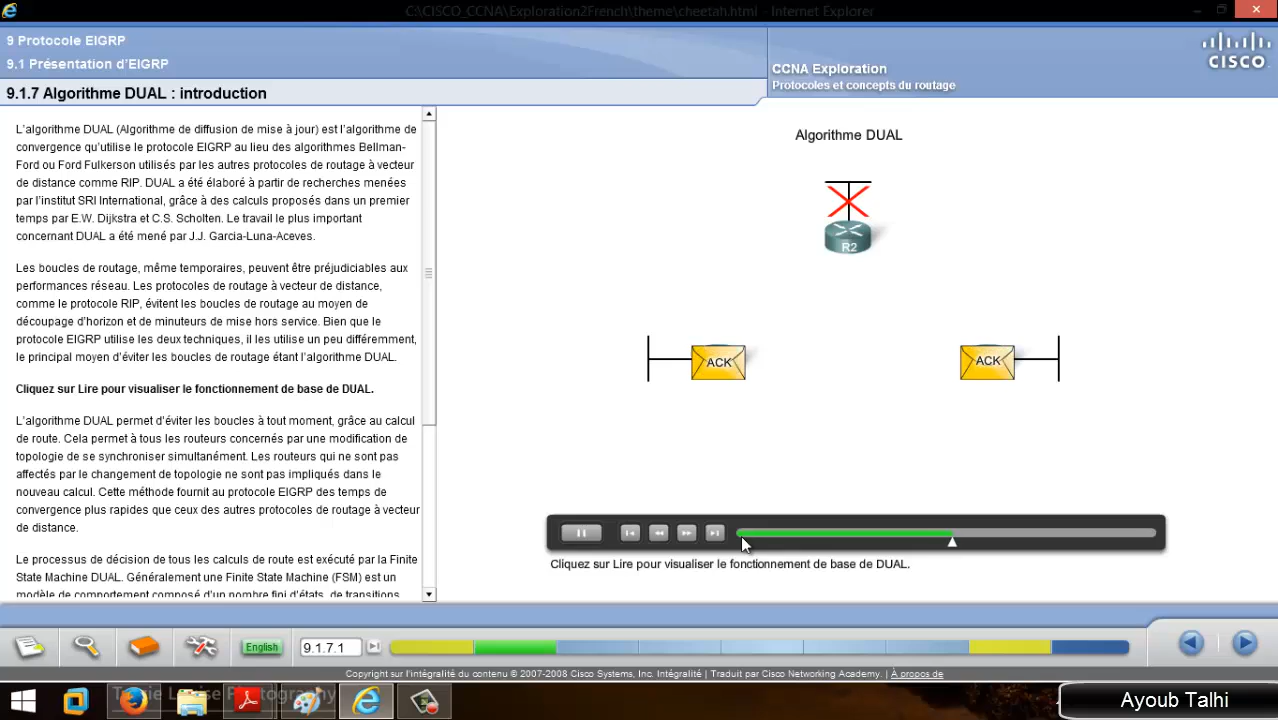 C:\CISCO_CCNA\Exploration2French\theme\cheetah.html - Internet Explorer
9 Protocole EIGRP
9.1 Présentation d'EIGRP
CISCO
CCNA Exploration
Protocoles et concepts du routage
9.1.7 Algorithme DUAL : introduction
L'algorithme DUAL (Algorithme de diffusion de mise à jour) est l'algorithme de
convergence qu'utilise le protocole EIGRP au lieu des algorithmes Bellman-
Ford ou Ford Fulkerson utilisés par les autres protocoles de routage à vecteur
de distance comme RIP. DUAL a été élaboré à partir de recherches menées
par l'institut SRI International, grâce à des calculs proposés dans un premier
temps par E.W. Dijkstra et C.S. Scholten. Le travail le plus important
concernant DUAL a été mené par J.J. Garcia-Luna-Aceves.
Les boucles de routage, même temporaires, peuvent être préjudiciables aux
performances réseau. Les protocoles de routage à vecteur de distance,
comme le protocole RIP, évitent les boucles de routage au moyen de
découpage d'horizon et de minuteurs de mise hors service. Bien que le
protocole EIGRP utilise les deux techniques, il les utilise un peu différemment,
le principal moyen d'éviter les boucles de routage étant l'algorithme DUAL.
Cliquez sur Lire pour visualiser le fonctionnement de base de DUAL.
L'algorithme DUAL permet d'éviter les boucles à tout moment, grâce au calcul
de route. Cela permet à tous les routeurs concernés par une modification de
topologie de se synchroniser simultanément. Les routeurs qui ne sont pas
affectés par le changement de topologie ne sont pas impliqués dans le
nouveau calcul. Cette méthode fournit au protocole EIGRP des temps de
convergence plus rapides que ceux des autres protocoles de routage à vecteur
de distance.
Le processus de décision de tous les calculs de route est exécuté par la Finite
State Machine DUAL. Généralement une Finite State Machine (FSM) est un
modèle de comportement composé d'un nombre fini d'états, de transitions
Algorithme DUAL
R2
ACK
ACK
Cliquez sur Lire pour visualiser le fonctionnement de base de DUAL.
English
9.1.7.1
Copyright sur l'intégralité du contenu © 2007-2008 Cisco Systems, Inc. Intégralité | Traduit par Cisco Networking Academy. | À propos de
Ayoub Talhi